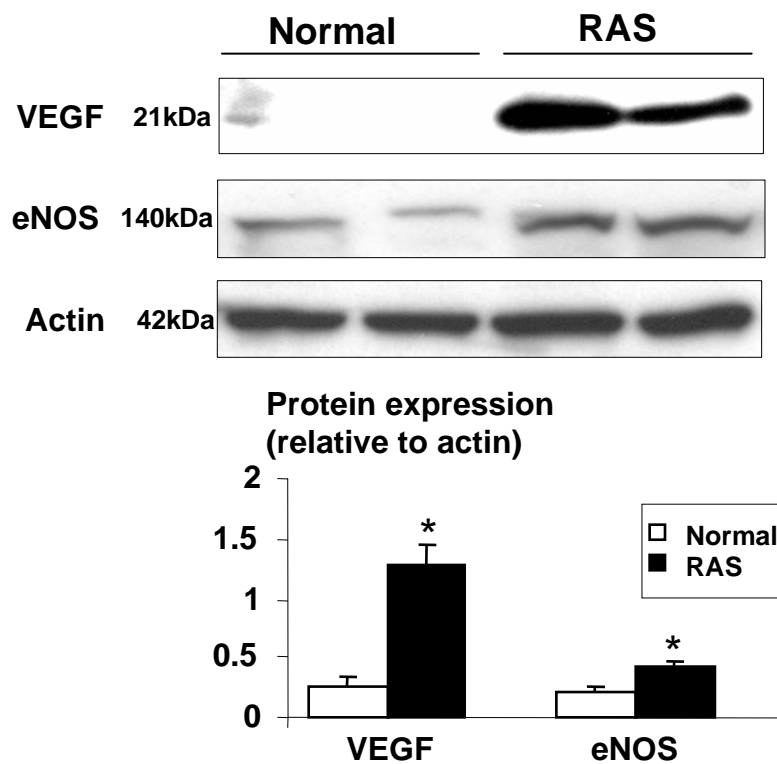 Normal RAS
VEGF 21kDa
eNOS 140kDa
Actin 42kDa
Protein expression
(relative to actin)
2
1.5
1
0.5
0
* *
Normal
RAS
VEGF eNOS